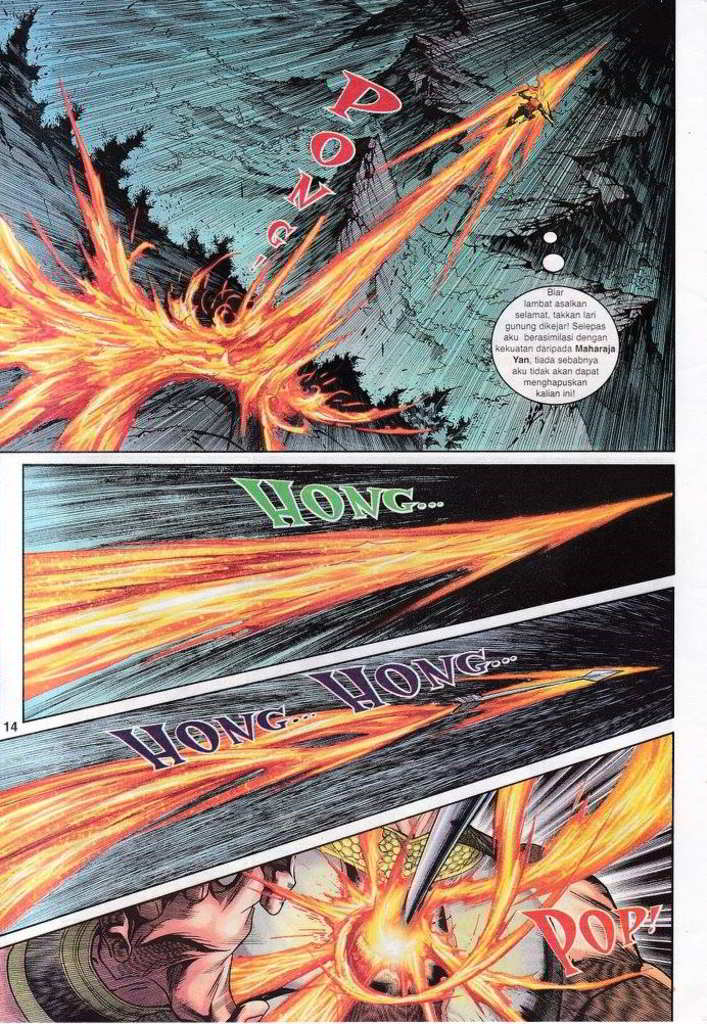 PONG
Biar
lambat asalkan
selamat, takkan lari
gunung dikejar! Selepas
aku berasimilasi dengan
kekuatan daripada Maharaja
Yan, tiada sebabnya
aku tidak akan dapat
menghapuskan
kalian ini!
HONG...
HONG... HONG...
14
POP!